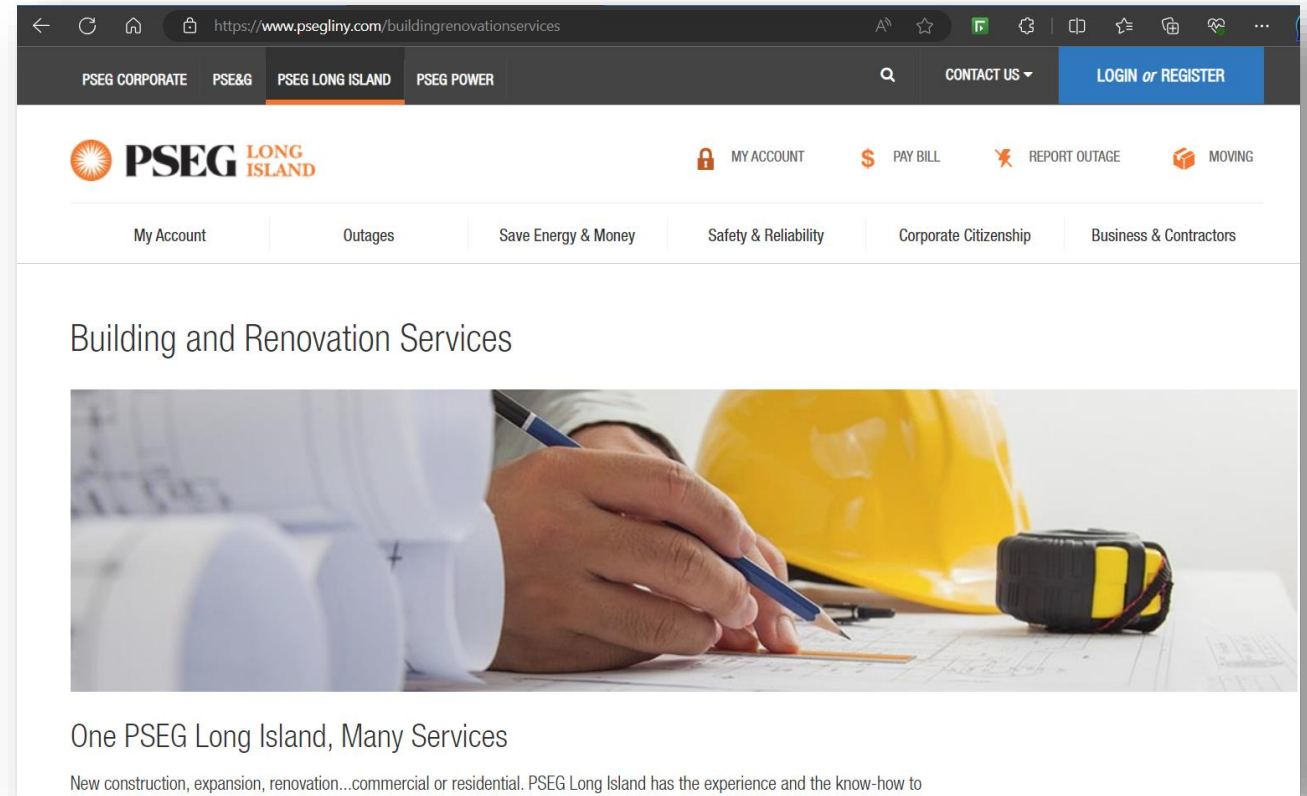 https://www.psegliny.com/buildingrenovationservices
PSEG CORPORATE PSE&G PSEG LONG ISLAND PSEG POWER CONTACT US LOGIN or REGISTER
PSEG LONG ISLAND MY ACCOUNT $ PAY BILL REPORT OUTAGE MOVING
My Account Outages Save Energy & Money Safety & Reliability Corporate Citizenship Business & Contractors
Building and Renovation Services
One PSEG Long Island, Many Services
New construction, expansion, renovation...commercial or residential. PSEG Long Island has the experience and the know-how to